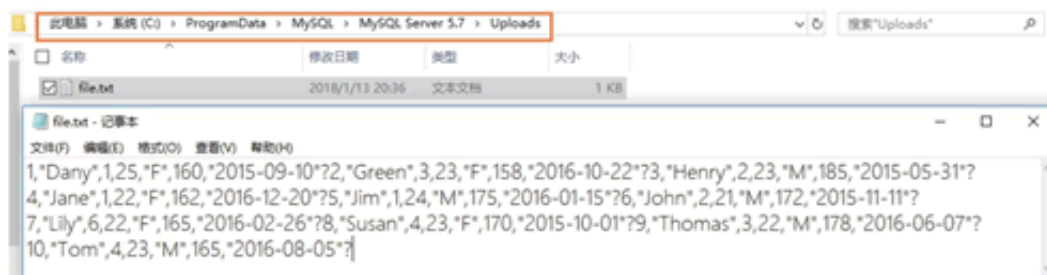 此电脑 › 系统 (C:) › ProgramData › MySQL › MySQL Server 5.7 › Uploads 搜索"Uploads"
名称 修改日期 类型 大小
file.txt 2018/1/13 20:36 文本文档 1 KB
file.txt - 记事本
文件(F) 编辑(E) 格式(O) 查看(V) 帮助(H)
1,"Dany",1,25,"F",160,"2015-09-10"?2,"Green",3,23,"F",158,"2016-10-22"?3,"Henry",2,23,"M",185,"2015-05-31"?
4,"Jane",1,22,"F",162,"2016-12-20"?5,"Jim",1,24,"M",175,"2016-01-15"?6,"John",2,21,"M",172,"2015-11-11"?
7,"Lily",6,22,"F",165,"2016-02-26"?8,"Susan",4,23,"F",170,"2015-10-01"?9,"Thomas",3,22,"M",178,"2016-06-07"?
10,"Tom",4,23,"M",165,"2016-08-05"?